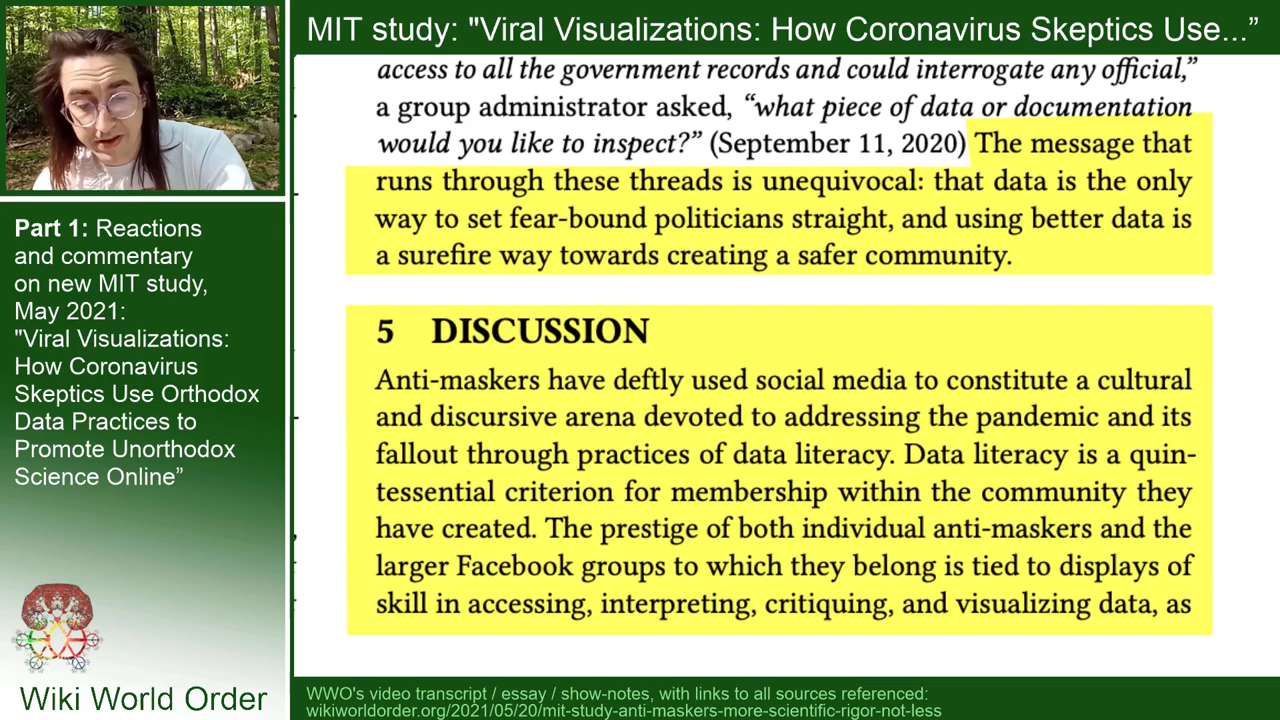 MIT study: "Viral Visualizations: How Coronavirus Skeptics Use...”
access to all the government records and could interrogate any official,”
a group administrator asked, “what piece of data or documentation
would you like to inspect?” (September 11, 2020) The message that
runs through these threads is unequivocal: that data is the only
way to set fear-bound politicians straight, and using better data is
a surefire way towards creating a safer community.
5 DISCUSSION
Anti-maskers have deftly used social media to constitute a cultural
and discursive arena devoted to addressing the pandemic and its
fallout through practices of data literacy. Data literacy is a quin-
tessential criterion for membership within the community they
have created. The prestige of both individual anti-maskers and the
larger Facebook groups to which they belong is tied to displays of
skill in accessing, interpreting, critiquing, and visualizing data, as
Part 1: Reactions
and commentary
on new MIT study,
May 2021:
"Viral Visualizations:
How Coronavirus
Skeptics Use Orthodox
Data Practices to
Promote Unorthodox
Science Online”
Wiki World Order
WWO's video transcript / essay / show-notes, with links to all sources referenced:
wikiworldorder.org/2021/05/20/mit-study-anti-maskers-more-scientific-rigor-not-less